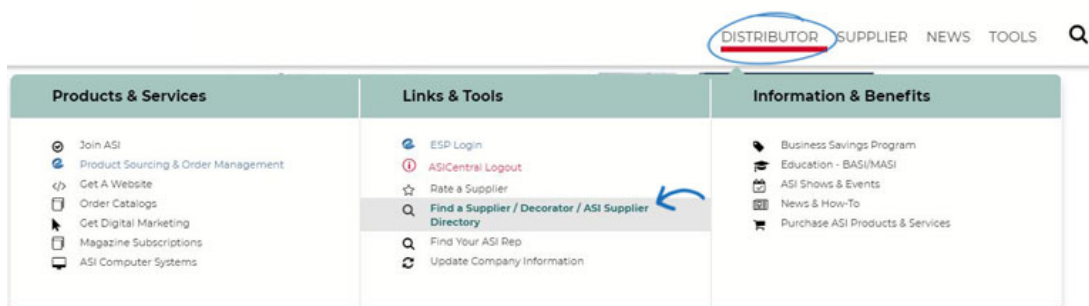 DISTRIBUTOR SUPPLIER NEWS TOOLS
Products & Services
Join ASI
Product Sourcing & Order Management
Get A Website
Order Catalogs
Get Digital Marketing
Magazine Subscriptions
ASI Computer Systems
Links & Tools
ESP Login
ASICentral Logout
Rate a Supplier
Find a Supplier / Decorator / ASI Supplier
Directory
Find Your ASI Rep
Update Company Information
Information & Benefits
Business Savings Program
Education - BASI/MASI
ASI Shows & Events
News & How-To
Purchase ASI Products & Services